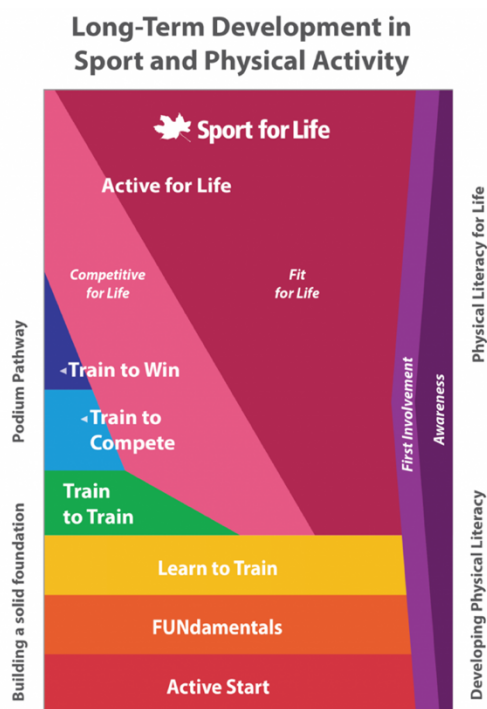 Long-Term Development in
Sport and Physical Activity
Sport for Life
Active for Life
Competitive
for Life
Fit
for Life
Train to Win
Train to
Compete
Train
to Train
Learn to Train
FUNdamentals
Active Start
Podium Pathway
Building a solid foundation
First Involvement
Awareness
Physical Literacy for Life
Developing Physical Literacy